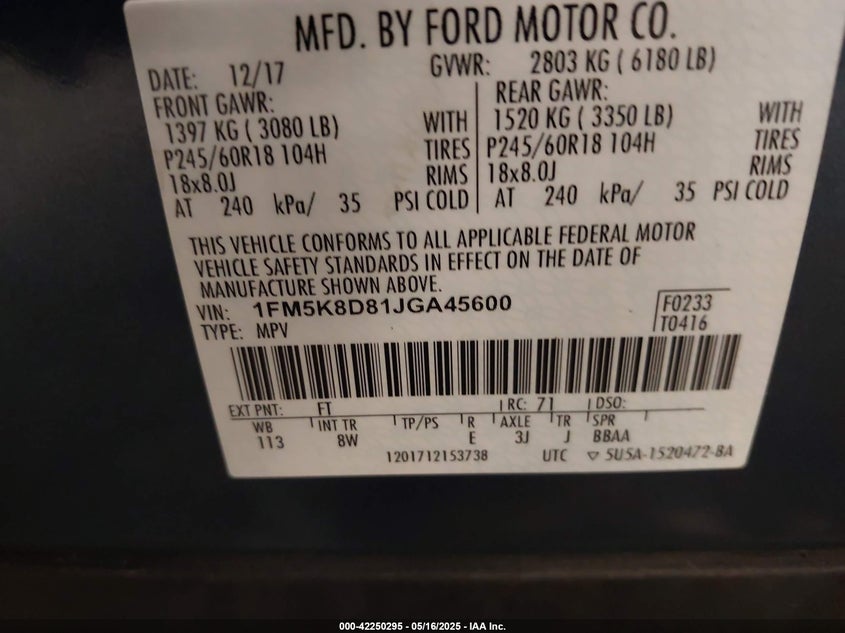 MFD. BY FORD MOTOR CO.
DATE: 12/17 GVWR: 2803 KG ( 6180 LB)
FRONT GAWR: REAR GAWR:
1397 KG ( 3080 LB) WITH 1520 KG ( 3350 LB) WITH
P245/60R18 104H TIRES P245/60R18 104H TIRES
18x8.0J RIMS 18x8.0J RIMS
AT 240 kPa/ 35 PSI COLD AT 240 kPa/ 35 PSI COLD
THIS VEHICLE CONFORMS TO ALL APPLICABLE FEDERAL MOTOR
VEHICLE SAFETY STANDARDS IN EFFECT ON THE DATE OF
MANUFACTURE SHOWN ABOVE.
VIN: 1FM5K8D81JGA45600 F0233
TYPE: MPV T0416
EXT PNT: FT RC: 71 DSO:
WB INT TR TP/PS R AXLE TR SPR
113 8W E 3J J BBAA
1201712153738 UTC ▽ 5U5A-1520472-BA
000-42250295 - 05/16/2025 - IAA Inc.